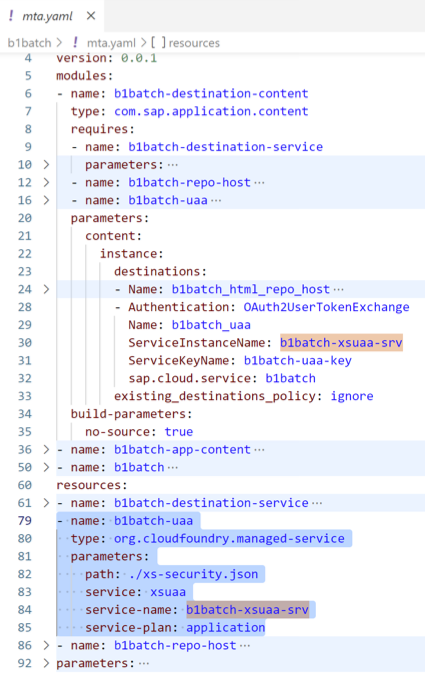 ! mta.yaml ×
b1batch > ! mta.yaml > [ ] resources
4 version: 0.0.1
5 modules:
6 - name: b1batch-destination-content
7 type: com.sap.application.content
8 requires:
9 - name: b1batch-destination-service
10 > parameters: ···
12 > - name: b1batch-repo-host ···
16 > - name: b1batch-uaa ···
20 parameters:
21 content:
22 instance:
23 destinations:
24 > - Name: b1batch_html_repo_host ···
28 - Authentication: OAuth2UserTokenExchange
29 Name: b1batch_uaa
30 ServiceInstanceName: b1batch-xsuaa-srv
31 ServiceKeyName: b1batch-uaa-key
32 sap.cloud.service: b1batch
33 existing_destinations_policy: ignore
34 build-parameters:
35 no-source: true
36 > - name: b1batch-app-content ···
50 > - name: b1batch ···
60 resources:
61 > - name: b1batch-destination-service ···
79 - name: b1batch-uaa
80 type: org.cloudfoundry.managed-service
81 parameters:
82 path: ./xs-security.json
83 service: xsuaa
84 service-name: b1batch-xsuaa-srv
85 service-plan: application
86 > - name: b1batch-repo-host ···
92 > parameters: ···